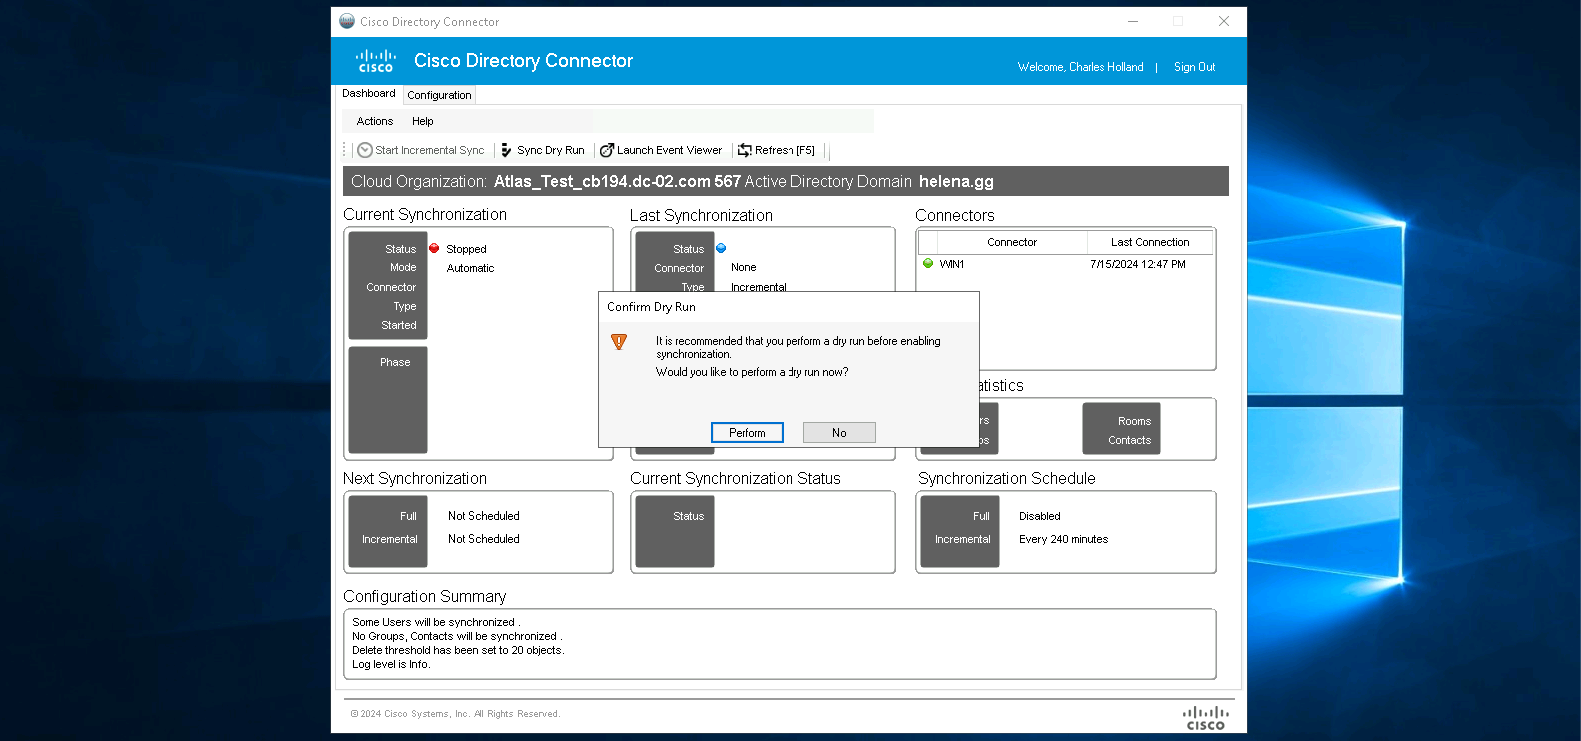 Cisco Directory Connector
CISCO
Cisco Directory Connector
Welcome, Charles Holland | Sign Out
Dashboard Configuration
Actions Help
Start Incremental Sync Sync Dry Run Launch Event Viewer Refresh [F5]
Cloud Organization: Atlas_Test_cb194.dc-02.com 567 Active Directory Domain helena.gg
Current Synchronization
Status Stopped
Mode Automatic
Connector
Type
Started
Phase
Last Synchronization
Status
Connector None
Type Incremental
Connectors
Connector Last Connection
WIN1 7/15/2024 12:47 PM
Confirm Dry Run
It is recommended that you perform a dry run before enabling
synchronization.
Would you like to perform a dry run now?
Perform No
atistics
rs
ps
Rooms
Contacts
Next Synchronization
Full Not Scheduled
Incremental Not Scheduled
Current Synchronization Status
Status
Synchronization Schedule
Full Disabled
Incremental Every 240 minutes
Configuration Summary
Some Users will be synchronized .
No Groups, Contacts will be synchronized .
Delete threshold has been set to 20 objects.
Log level is Info.
© 2024 Cisco Systems, Inc. All Rights Reserved.
CISCO